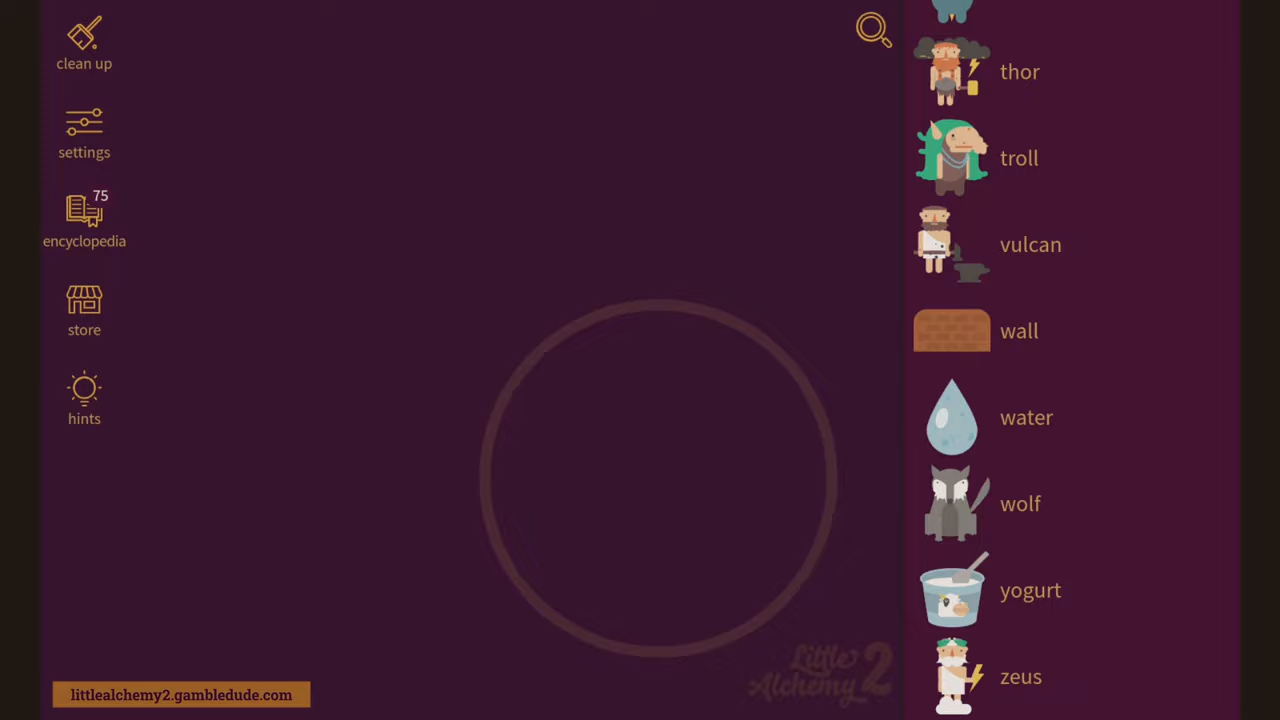 clean up
settings
75
encyclopedia
store
hints
thor
troll
vulcan
wall
water
wolf
yogurt
zeus
Little
Alchemy 2
littlealchemy2.gambledude.com